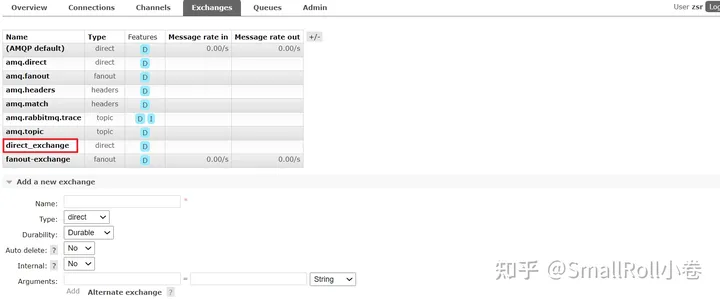 Overview Connections Channels Exchanges Queues Admin User zsr Log
Name Type Features Message rate in Message rate out +/-
(AMQP default) direct D 0.00/s 0.00/s
amq.direct direct D
amq.fanout fanout D
amq.headers headers D
amq.match headers D
amq.rabbitmq.trace topic D I
amq.topic topic D
direct_exchange direct D
fanout-exchange fanout D 0.00/s 0.00/s
Add a new exchange
Name: *
Type: direct
Durability: Durable
Auto delete: ? No
Internal: ? No
Arguments: = String
Add Alternate exchange ?
知乎 @SmallRoll小卷